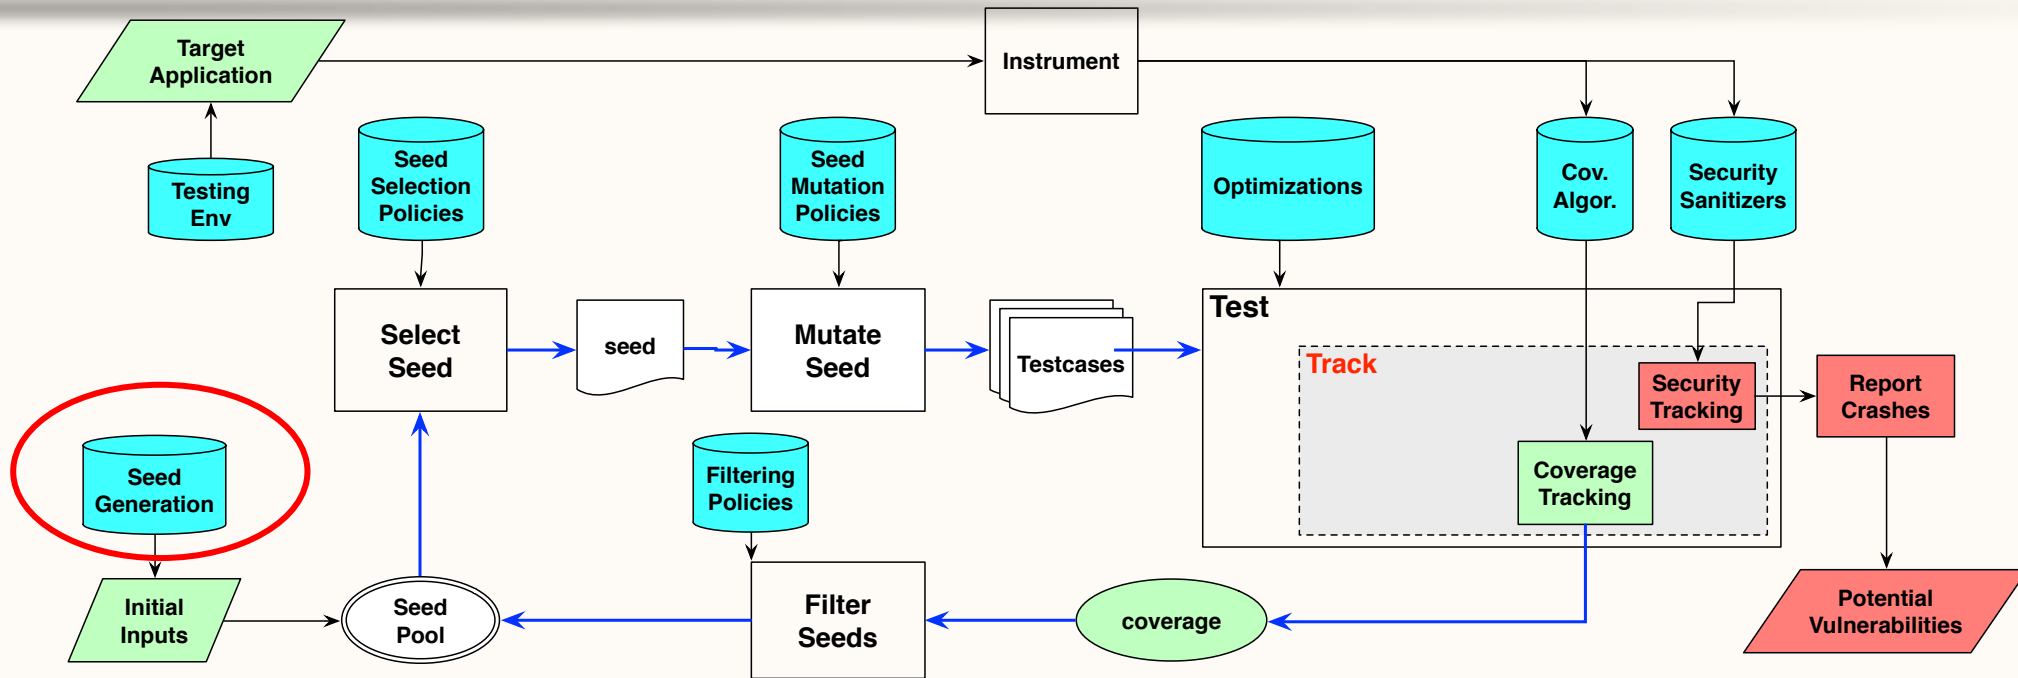 Target
Application
Instrument
Testing
Env
Seed
Selection
Policies
Seed
Mutation
Policies
Optimizations
Cov.
Algor.
Security
Sanitizers
Select
Seed
seed
Mutate
Seed
Testcases
Test
Track
Security
Tracking
Report
Crashes
Coverage
Tracking
Seed
Generation
Filtering
Policies
Initial
Inputs
Seed
Pool
Filter
Seeds
coverage
Potential
Vulnerabilities